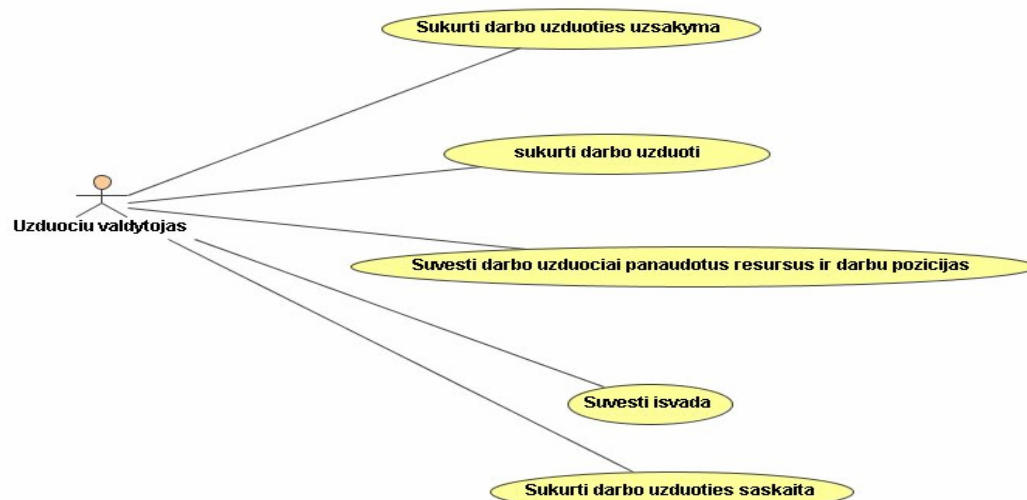 Sukurti darbo uzduoties uzsakyma
sukurti darbo uzduoti
Uzduociu valdytojas
Suvesti darbo uzduociai panaudotus resursus ir darbu pozicijas
Suvesti isvada
Sukurti darbo uzduoties saskaita